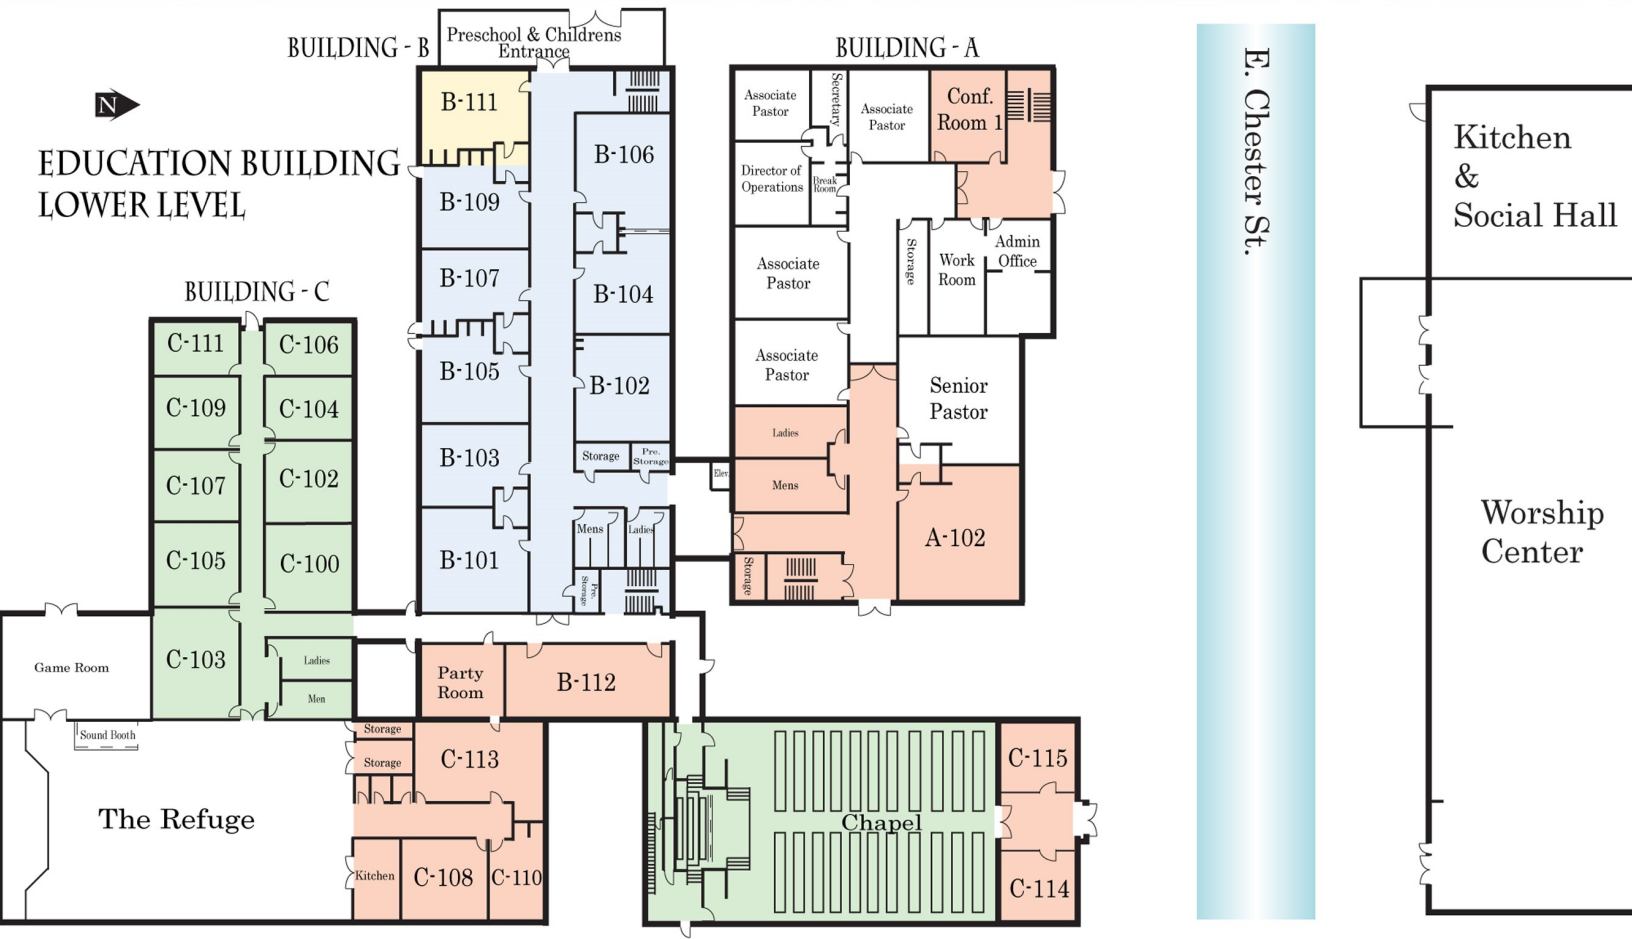 Preschool & Childrens
Entrance
BUILDING - B
BUILDING - A
N
EDUCATION BUILDING
LOWER LEVEL
B-111
B-106
B-109
B-107
B-104
B-105
B-102
B-103
Storage
Pre.
Storage
B-101
Mens
Ladies
Pre.
Storage
Associate
Pastor
Secretary
Associate
Pastor
Conf.
Room 1
Director of
Operations
Break
Room
Associate
Pastor
Storage
Work
Room
Admin
Office
Associate
Pastor
Senior
Pastor
Ladies
Mens
Elev.
A-102
Storage
E. Chester St.
Kitchen
&
Social Hall
Worship
Center
BUILDING - C
C-111
C-106
C-109
C-104
C-107
C-102
C-105
C-100
C-103
Ladies
Men
Game Room
Sound Booth
The Refuge
Party
Room
B-112
Storage
Storage
C-113
Kitchen
C-108
C-110
Chapel
C-115
C-114